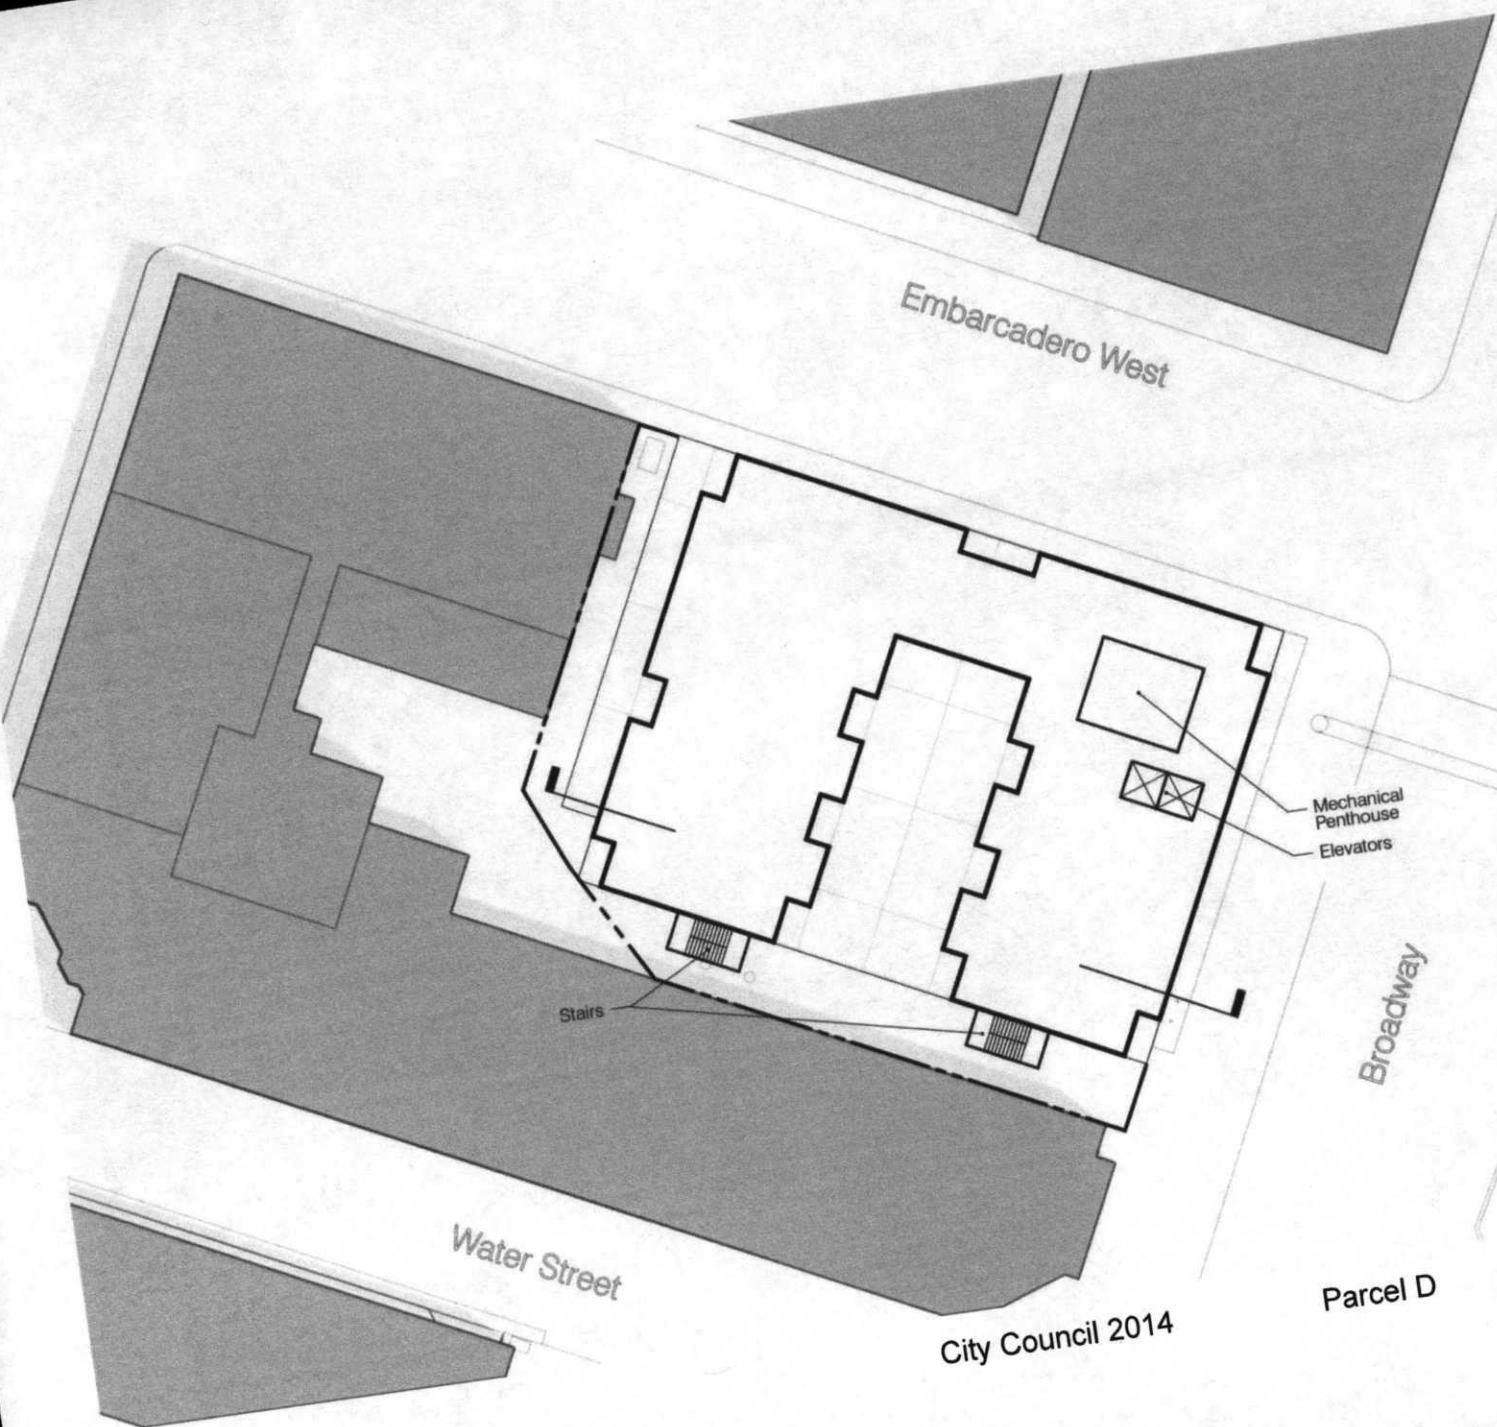 Embarcadero West
Mechanical
Penthouse
Elevators
Stairs
Broadway
Water Street
Parcel D
City Council 2014